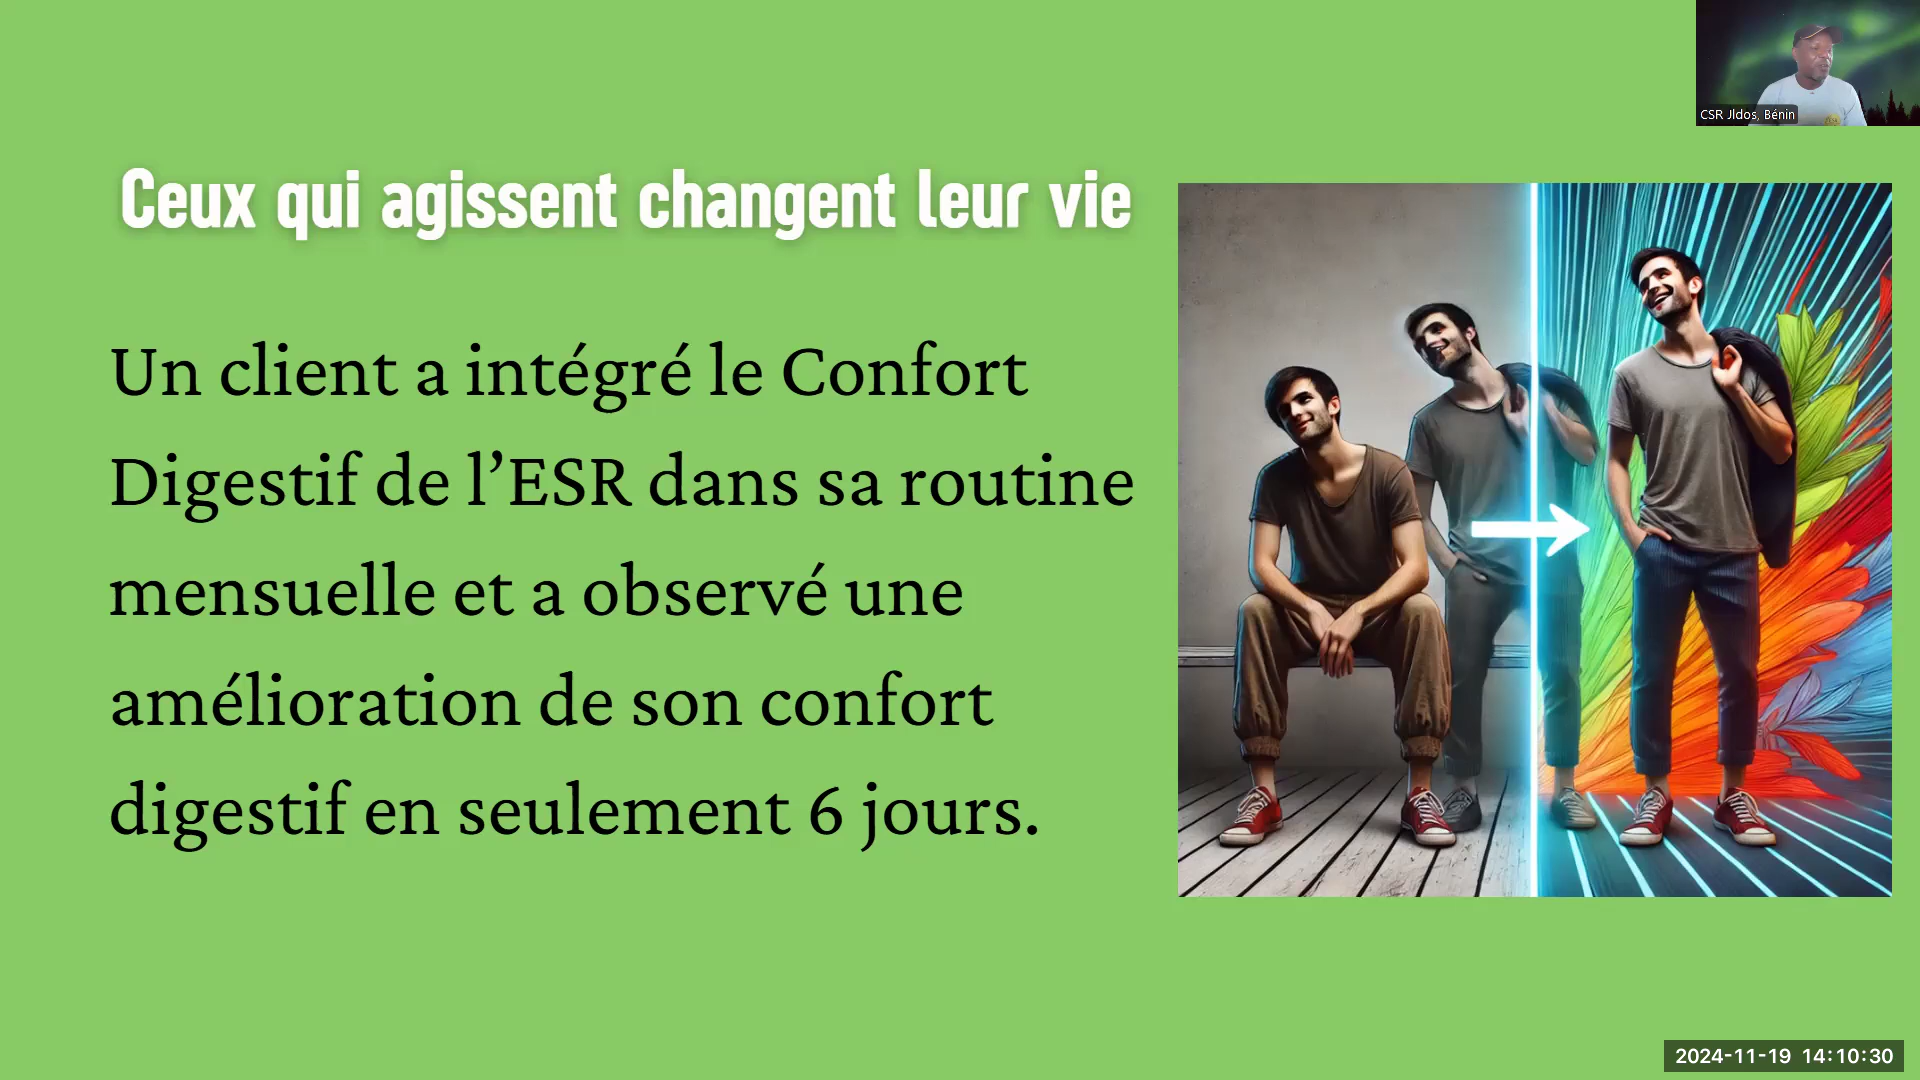 CSR Jldos, Bénin
Ceux qui agissent changent leur vie
Un client a intégré le Confort
Digestif de l’ESR dans sa routine
mensuelle et a observé une
amélioration de son confort
digestif en seulement 6 jours.
2024-11-19 14:10:30